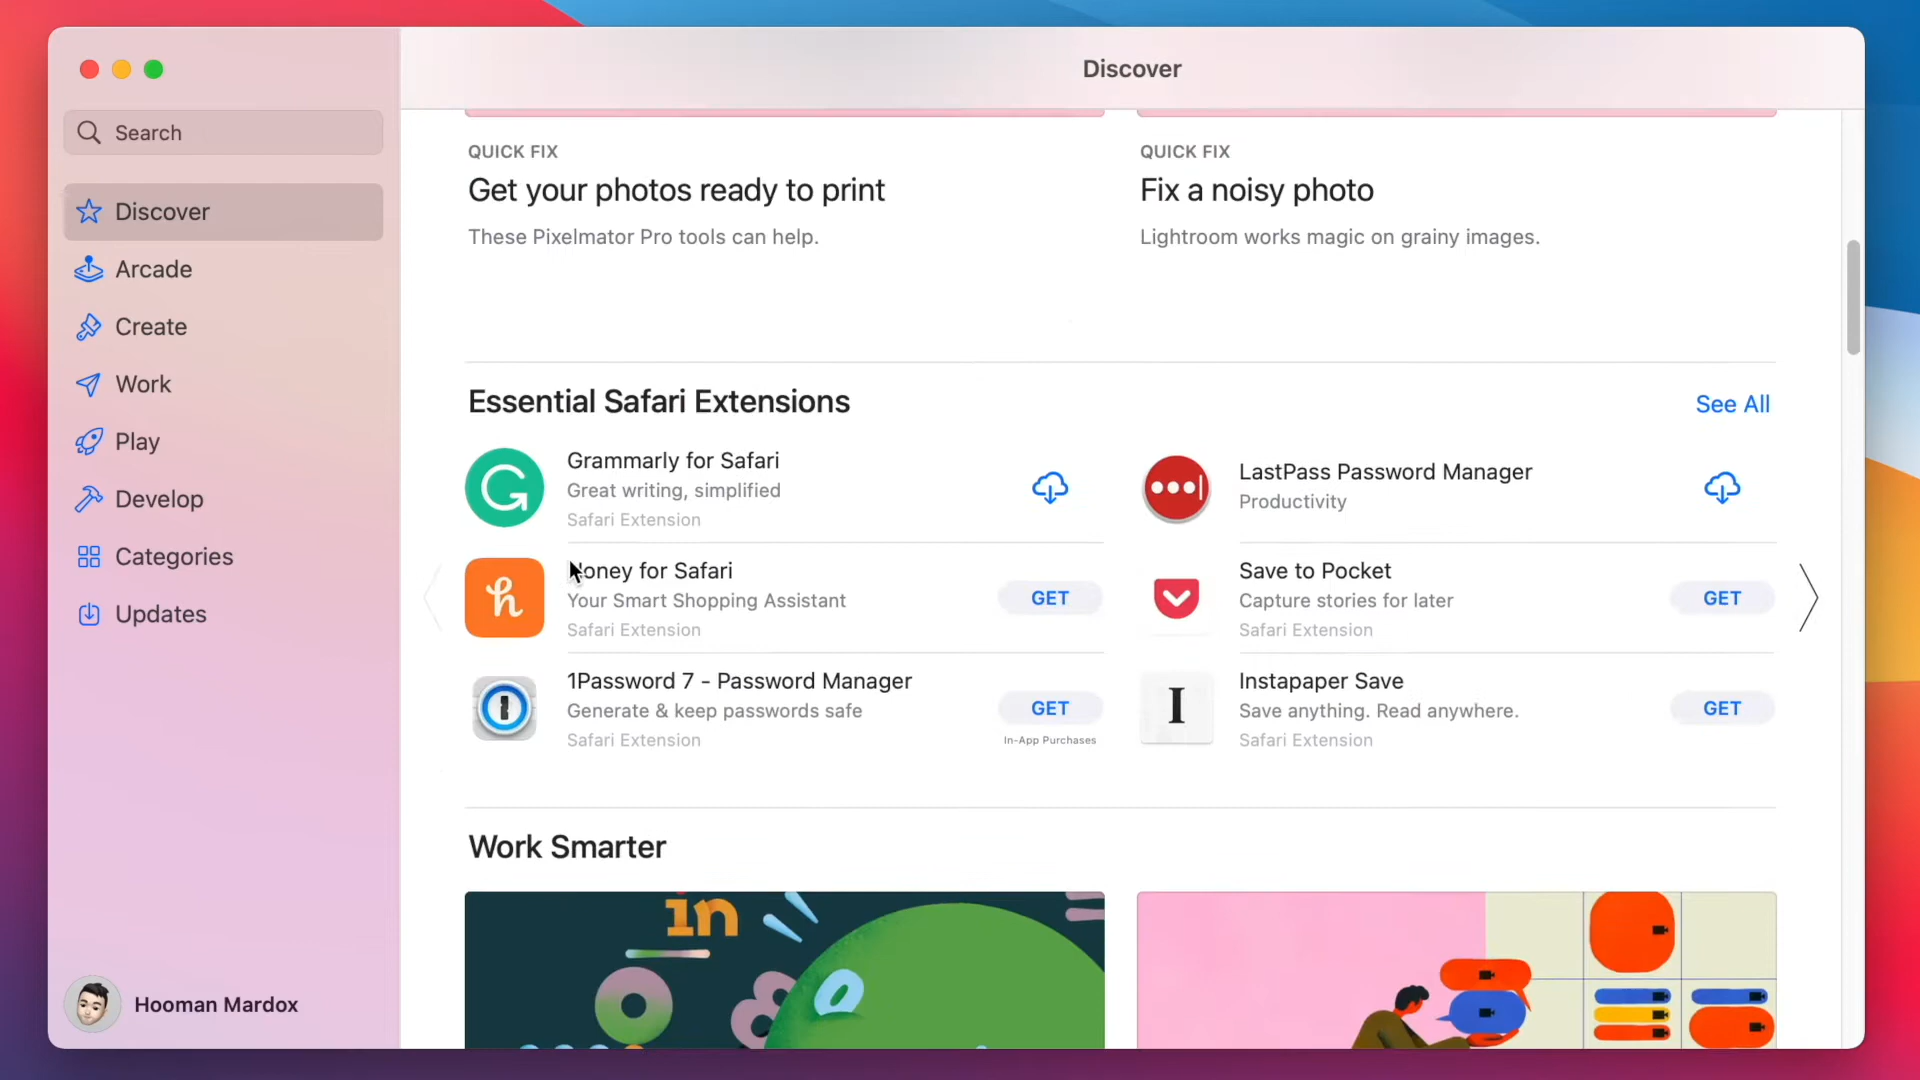 Discover
Search
Discover
Arcade
Create
Work
Play
Develop
Categories
Updates
Hooman Mardox
QUICK FIX
Get your photos ready to print
These Pixelmator Pro tools can help.
QUICK FIX
Fix a noisy photo
Lightroom works magic on grainy images.
Essential Safari Extensions
See All
Grammarly for Safari
Great writing, simplified
Safari Extension
LastPass Password Manager
Productivity
h
Honey for Safari
Your Smart Shopping Assistant
Safari Extension
GET
Save to Pocket
Capture stories for later
Safari Extension
GET
1Password 7 - Password Manager
Generate & keep passwords safe
Safari Extension
GET
In-App Purchases
I
Instapaper Save
Save anything. Read anywhere.
Safari Extension
GET
Work Smarter
in